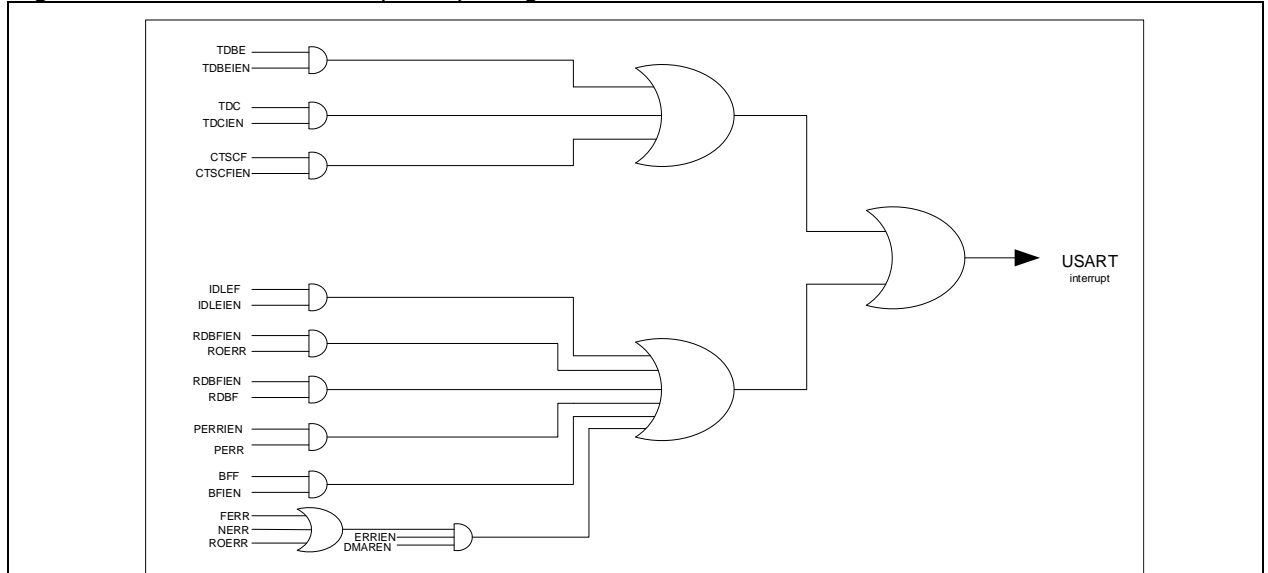 TDBE
TDBEIEN
TDC
TDCIEN
CTSCF
CTSCFIEN
USART
interrupt
IDLEF
IDLEIEN
RDBFIEN
ROERR
RDBFIEN
RDBF
PERRIEN
PERR
BFF
BFIEN
FERR
NERR
ROERR
ERRIEN
DMAREN